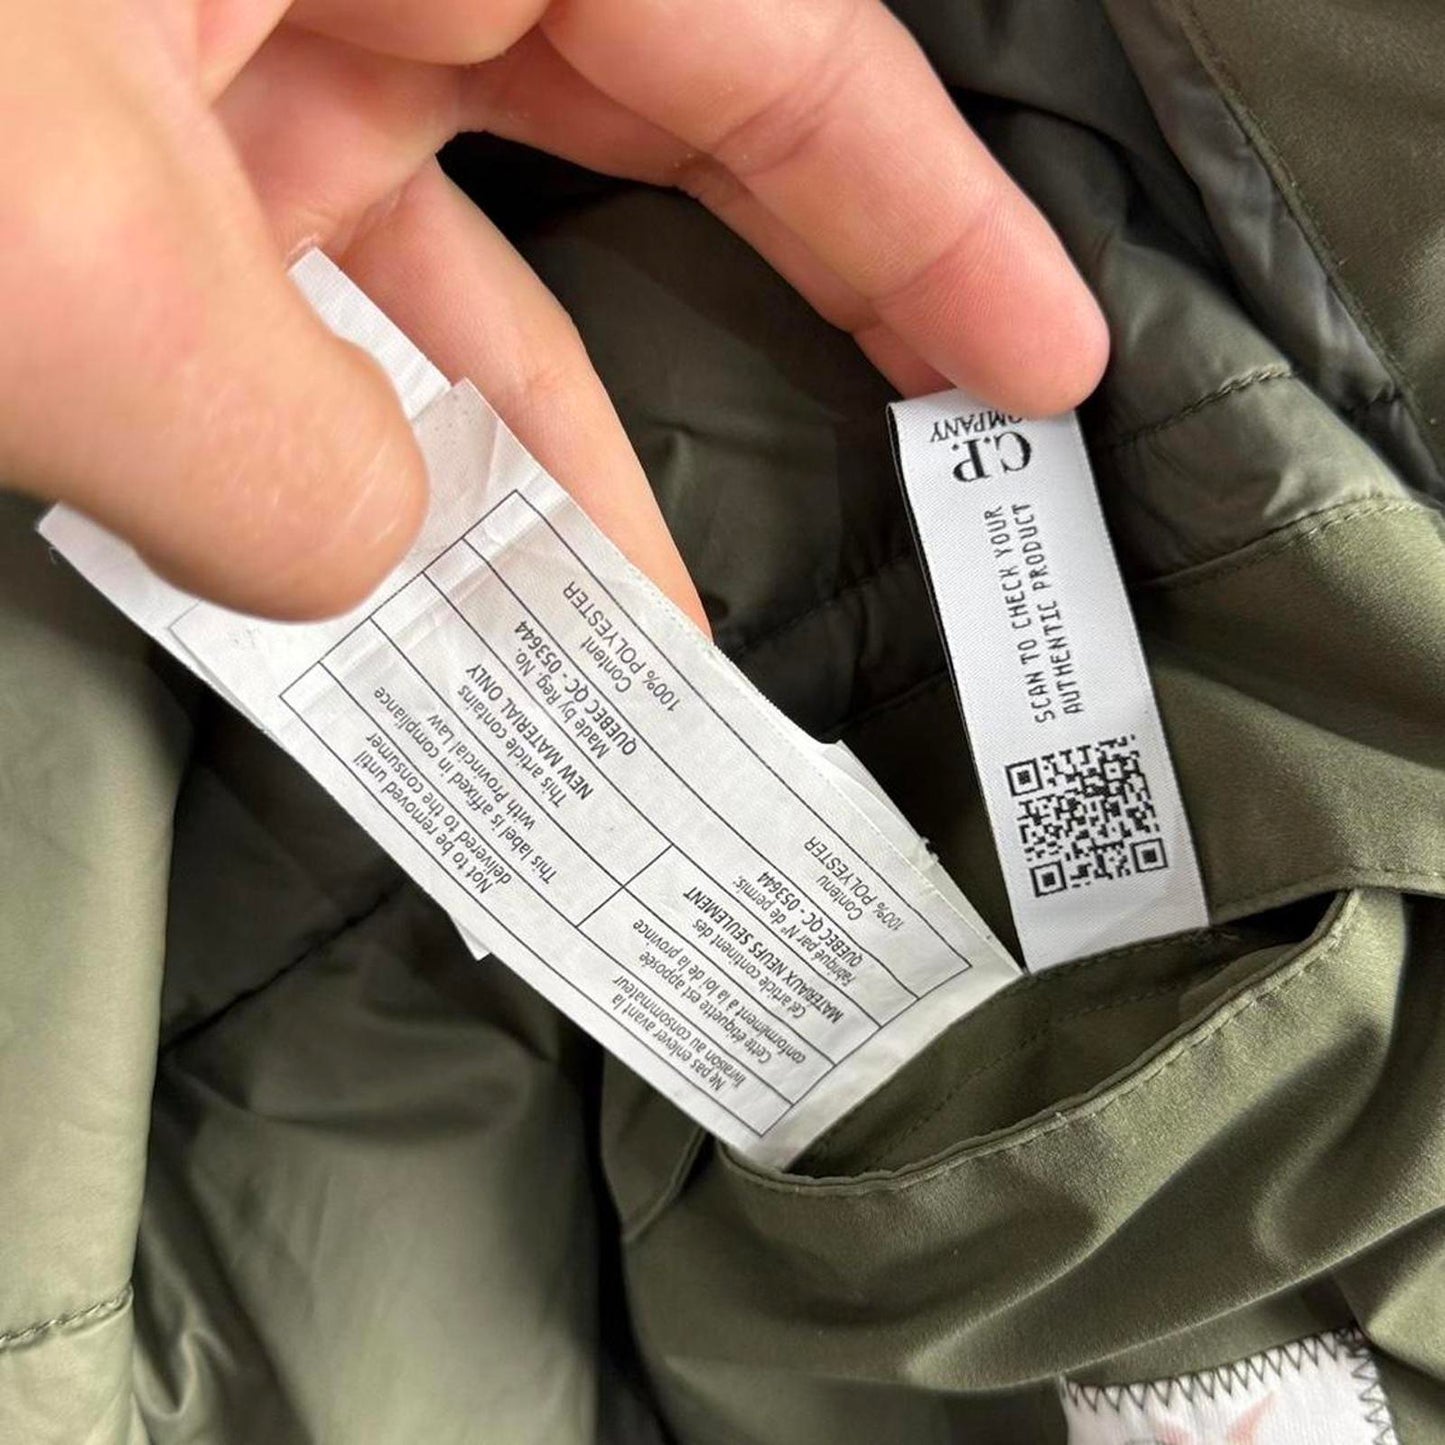 Not to be removed until
delivered to the consumer
This label is affixed in compliance
with Provincial Law
This article contains
NEW MATERIAL ONLY
Made by Reg. No.
QUEBEC QC - 053644
Content
100% POLYESTER
Ne pas enlever avant la
livraison au consommateur
Cette étiquette est apposée
conformément à la loi de la province
Cet article contient des
MATERIAUX NEUFS SEULEMENT
Fabriqué par N° de permis.
QUEBEC QC - 053644
Contenu
100% POLYESTER
C.P.
SCAN TO CHECK YOUR
AUTHENTIC PRODUCT